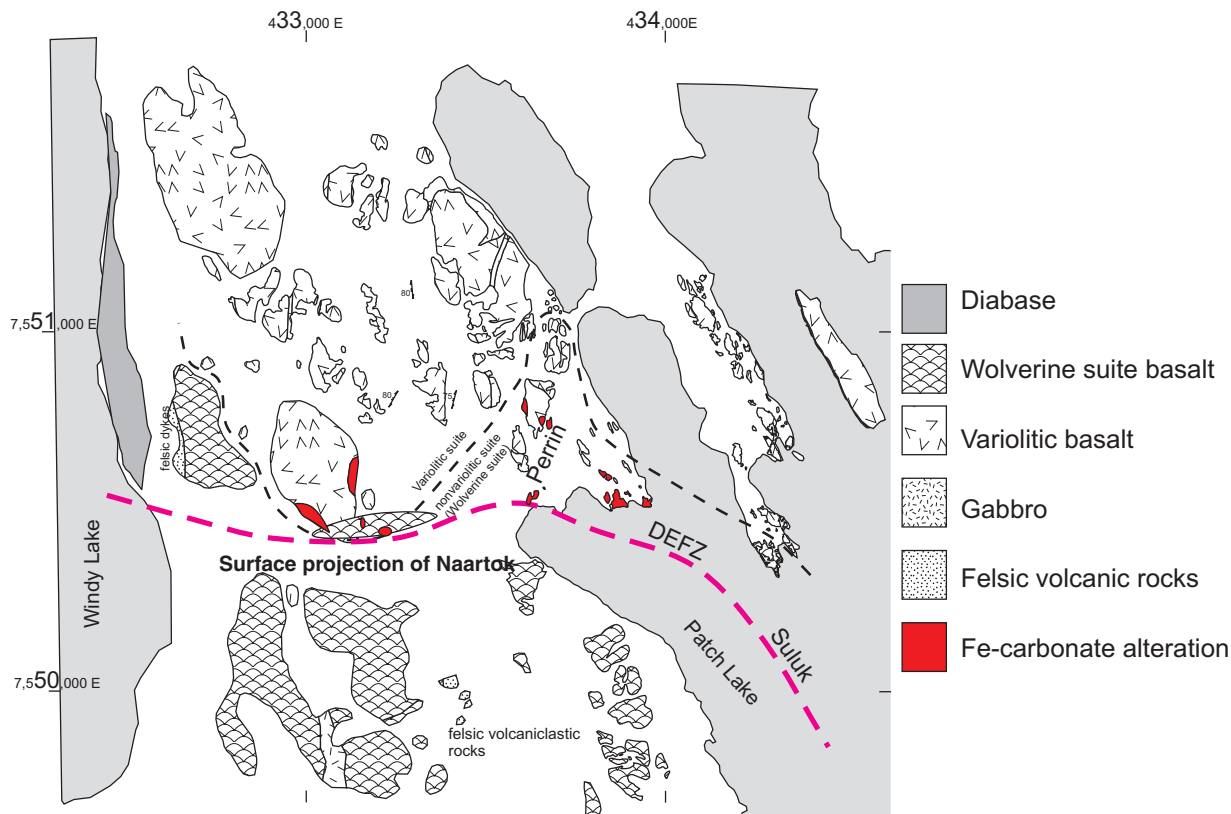 433,000 E
434,000E
7,551,000 E
80
80
75
felsic dykes
Variolitic suite
nonvariolitic suite
(Wolverine suite)
Perrin
DEFZ
Surface projection of Naartok
Windy Lake
Suluk
Patch Lake
7,550,000 E
felsic volcaniclastic
rocks
Diabase
Wolverine suite basalt
Variolitic basalt
Gabbro
Felsic volcanic rocks
Fe-carbonate alteration